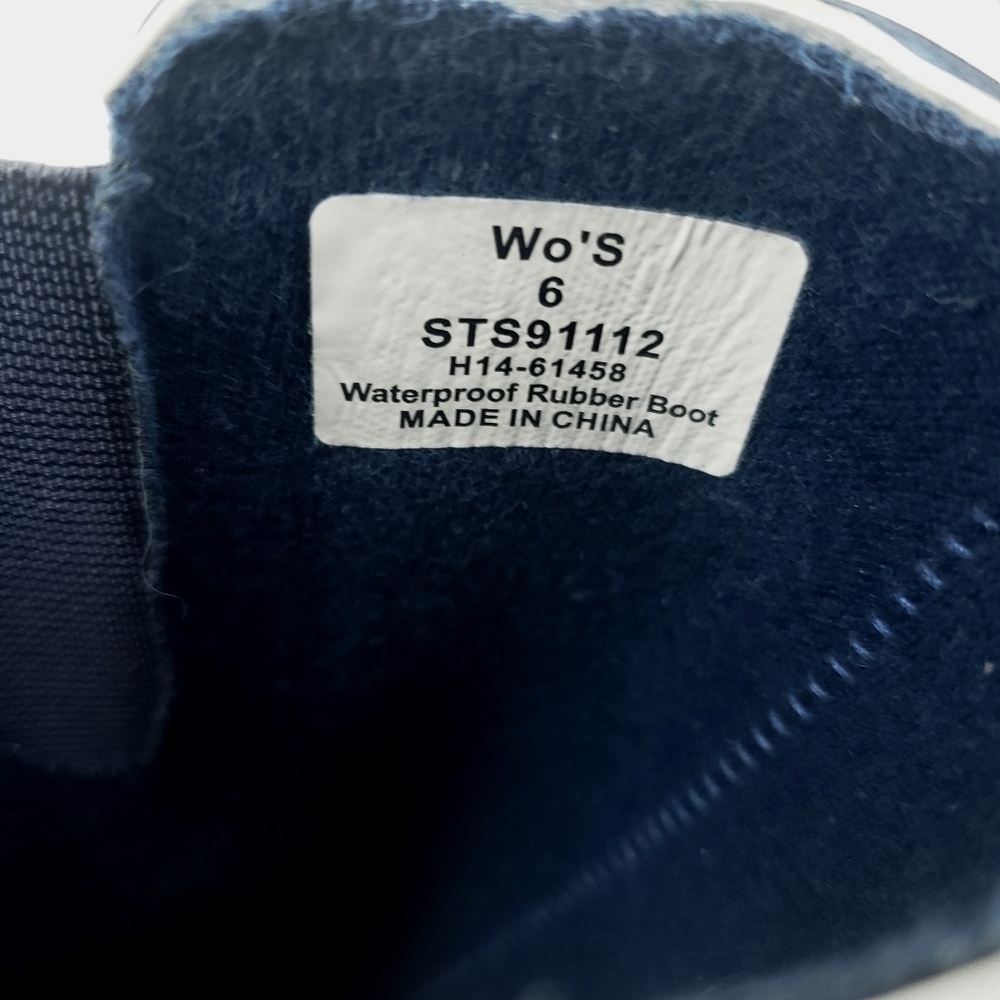 Wo'S
6
STS91112
H14-61458
Waterproof Rubber Boot
MADE IN CHINA